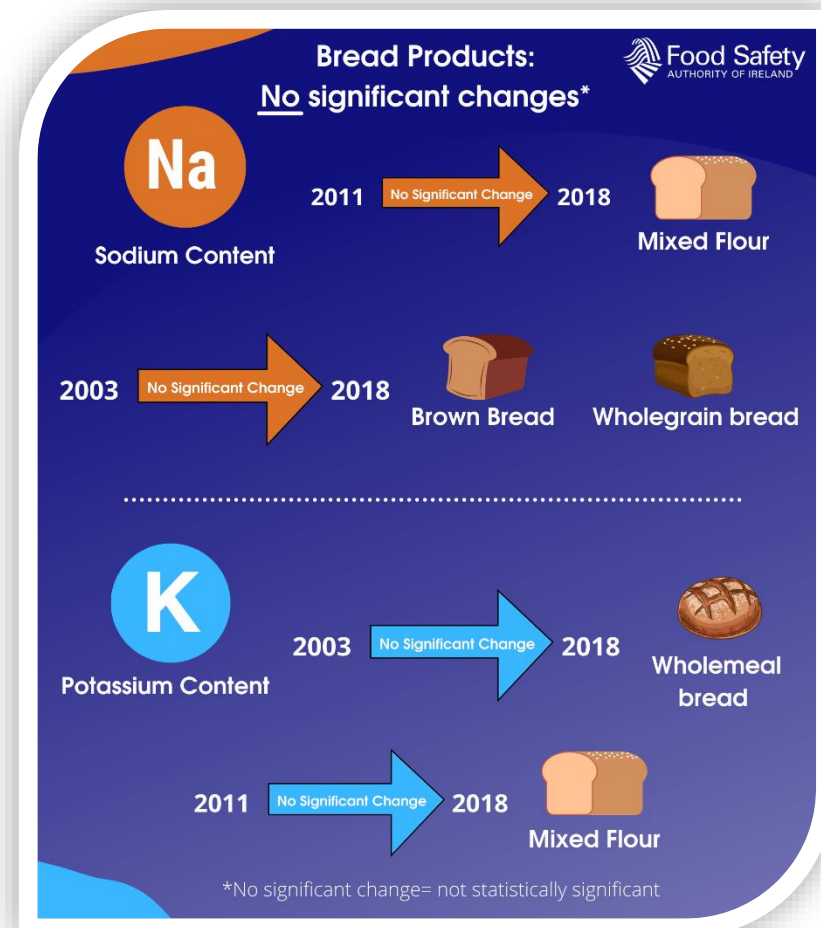 Bread Products:
No significant changes*
Food Safety
AUTHORITY OF IRELAND
Na
Sodium Content
2011 No Significant Change 2018
Mixed Flour
2003 No Significant Change 2018
Brown Bread Wholegrain bread
K
Potassium Content
2003 No Significant Change 2018
Wholemeal
bread
2011 No Significant Change 2018
Mixed Flour
*No significant change= not statistically significant